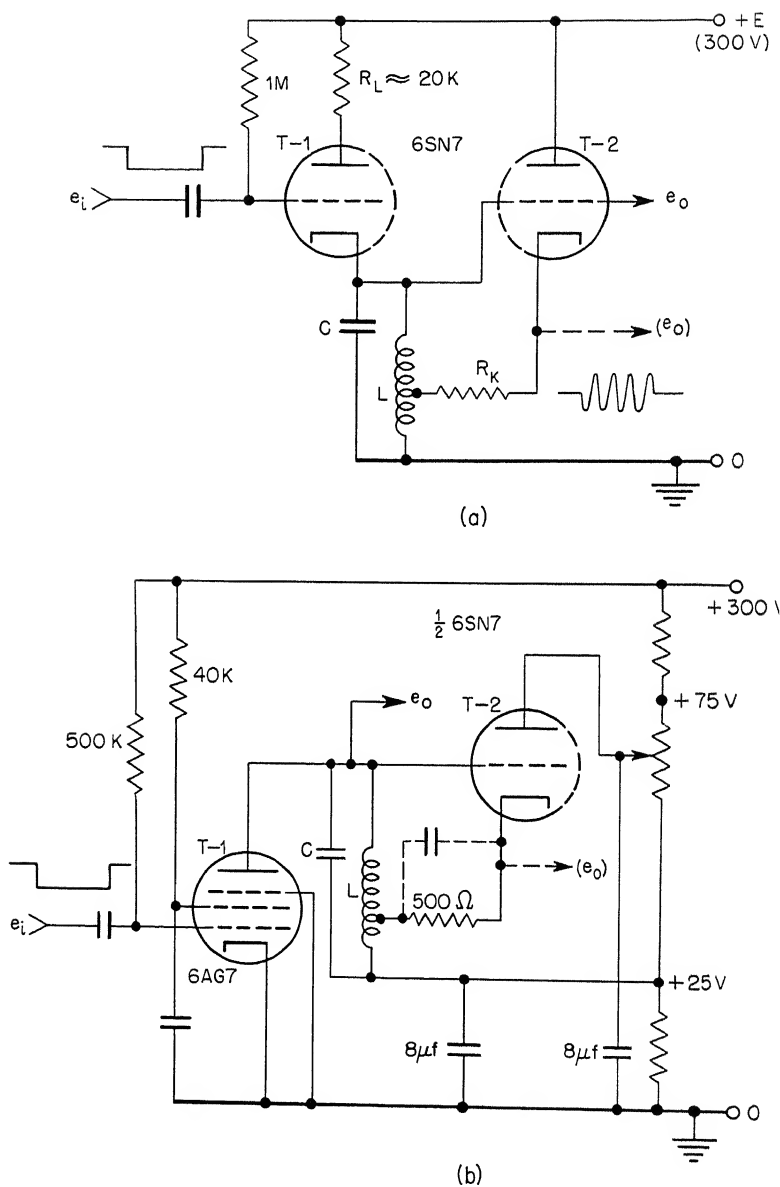 +E
(300 V)
1M
R_L ≈ 20K
T-1
6SN7
T-2
e_i
e_o
C
L
R_K
(e_o)
0
(a)
+300 V
½ 6SN7
40K
500K
e_o
T-2
+75 V
T-1
C
L
500 Ω
(e_o)
e_i
6AG7
+25 V
8μf
8μf
0
(b)